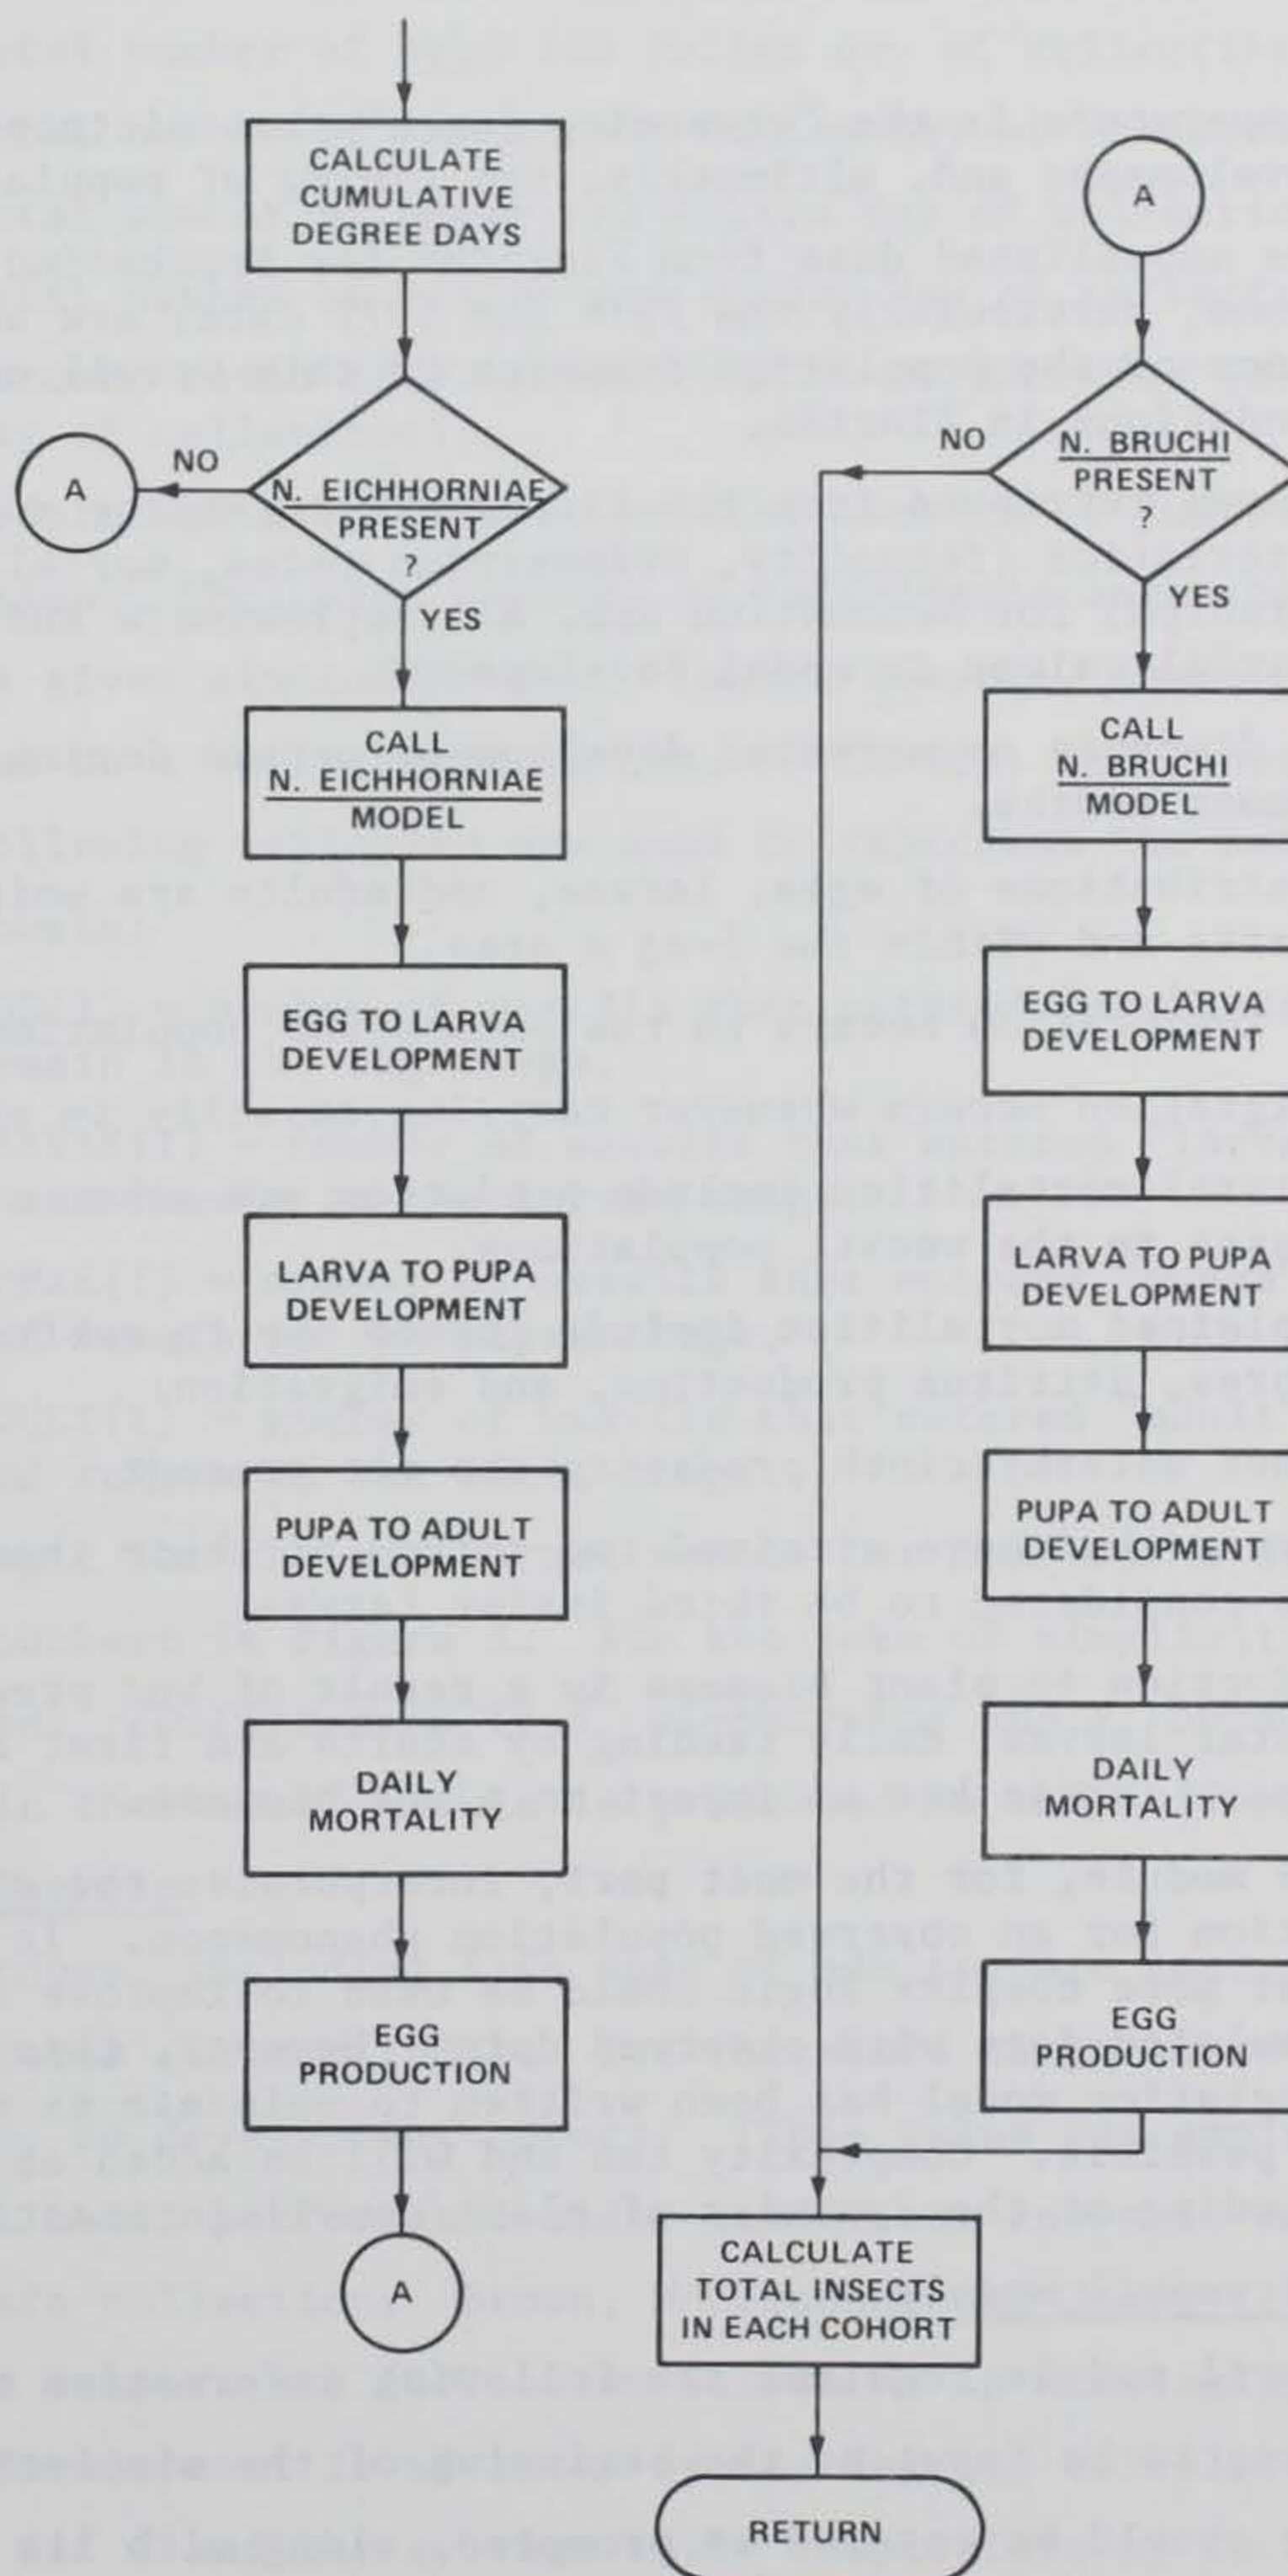 CALCULATE
CUMULATIVE
DEGREE DAYS
N. EICHHORNIAE
PRESENT
?
NO
A
YES
CALL
N. EICHHORNIAE
MODEL
EGG TO LARVA
DEVELOPMENT
LARVA TO PUPA
DEVELOPMENT
PUPA TO ADULT
DEVELOPMENT
DAILY
MORTALITY
EGG
PRODUCTION
A
A
N. BRUCHI
PRESENT
?
NO
YES
CALL
N. BRUCHI
MODEL
EGG TO LARVA
DEVELOPMENT
LARVA TO PUPA
DEVELOPMENT
PUPA TO ADULT
DEVELOPMENT
DAILY
MORTALITY
EGG
PRODUCTION
CALCULATE
TOTAL INSECTS
IN EACH COHORT
RETURN